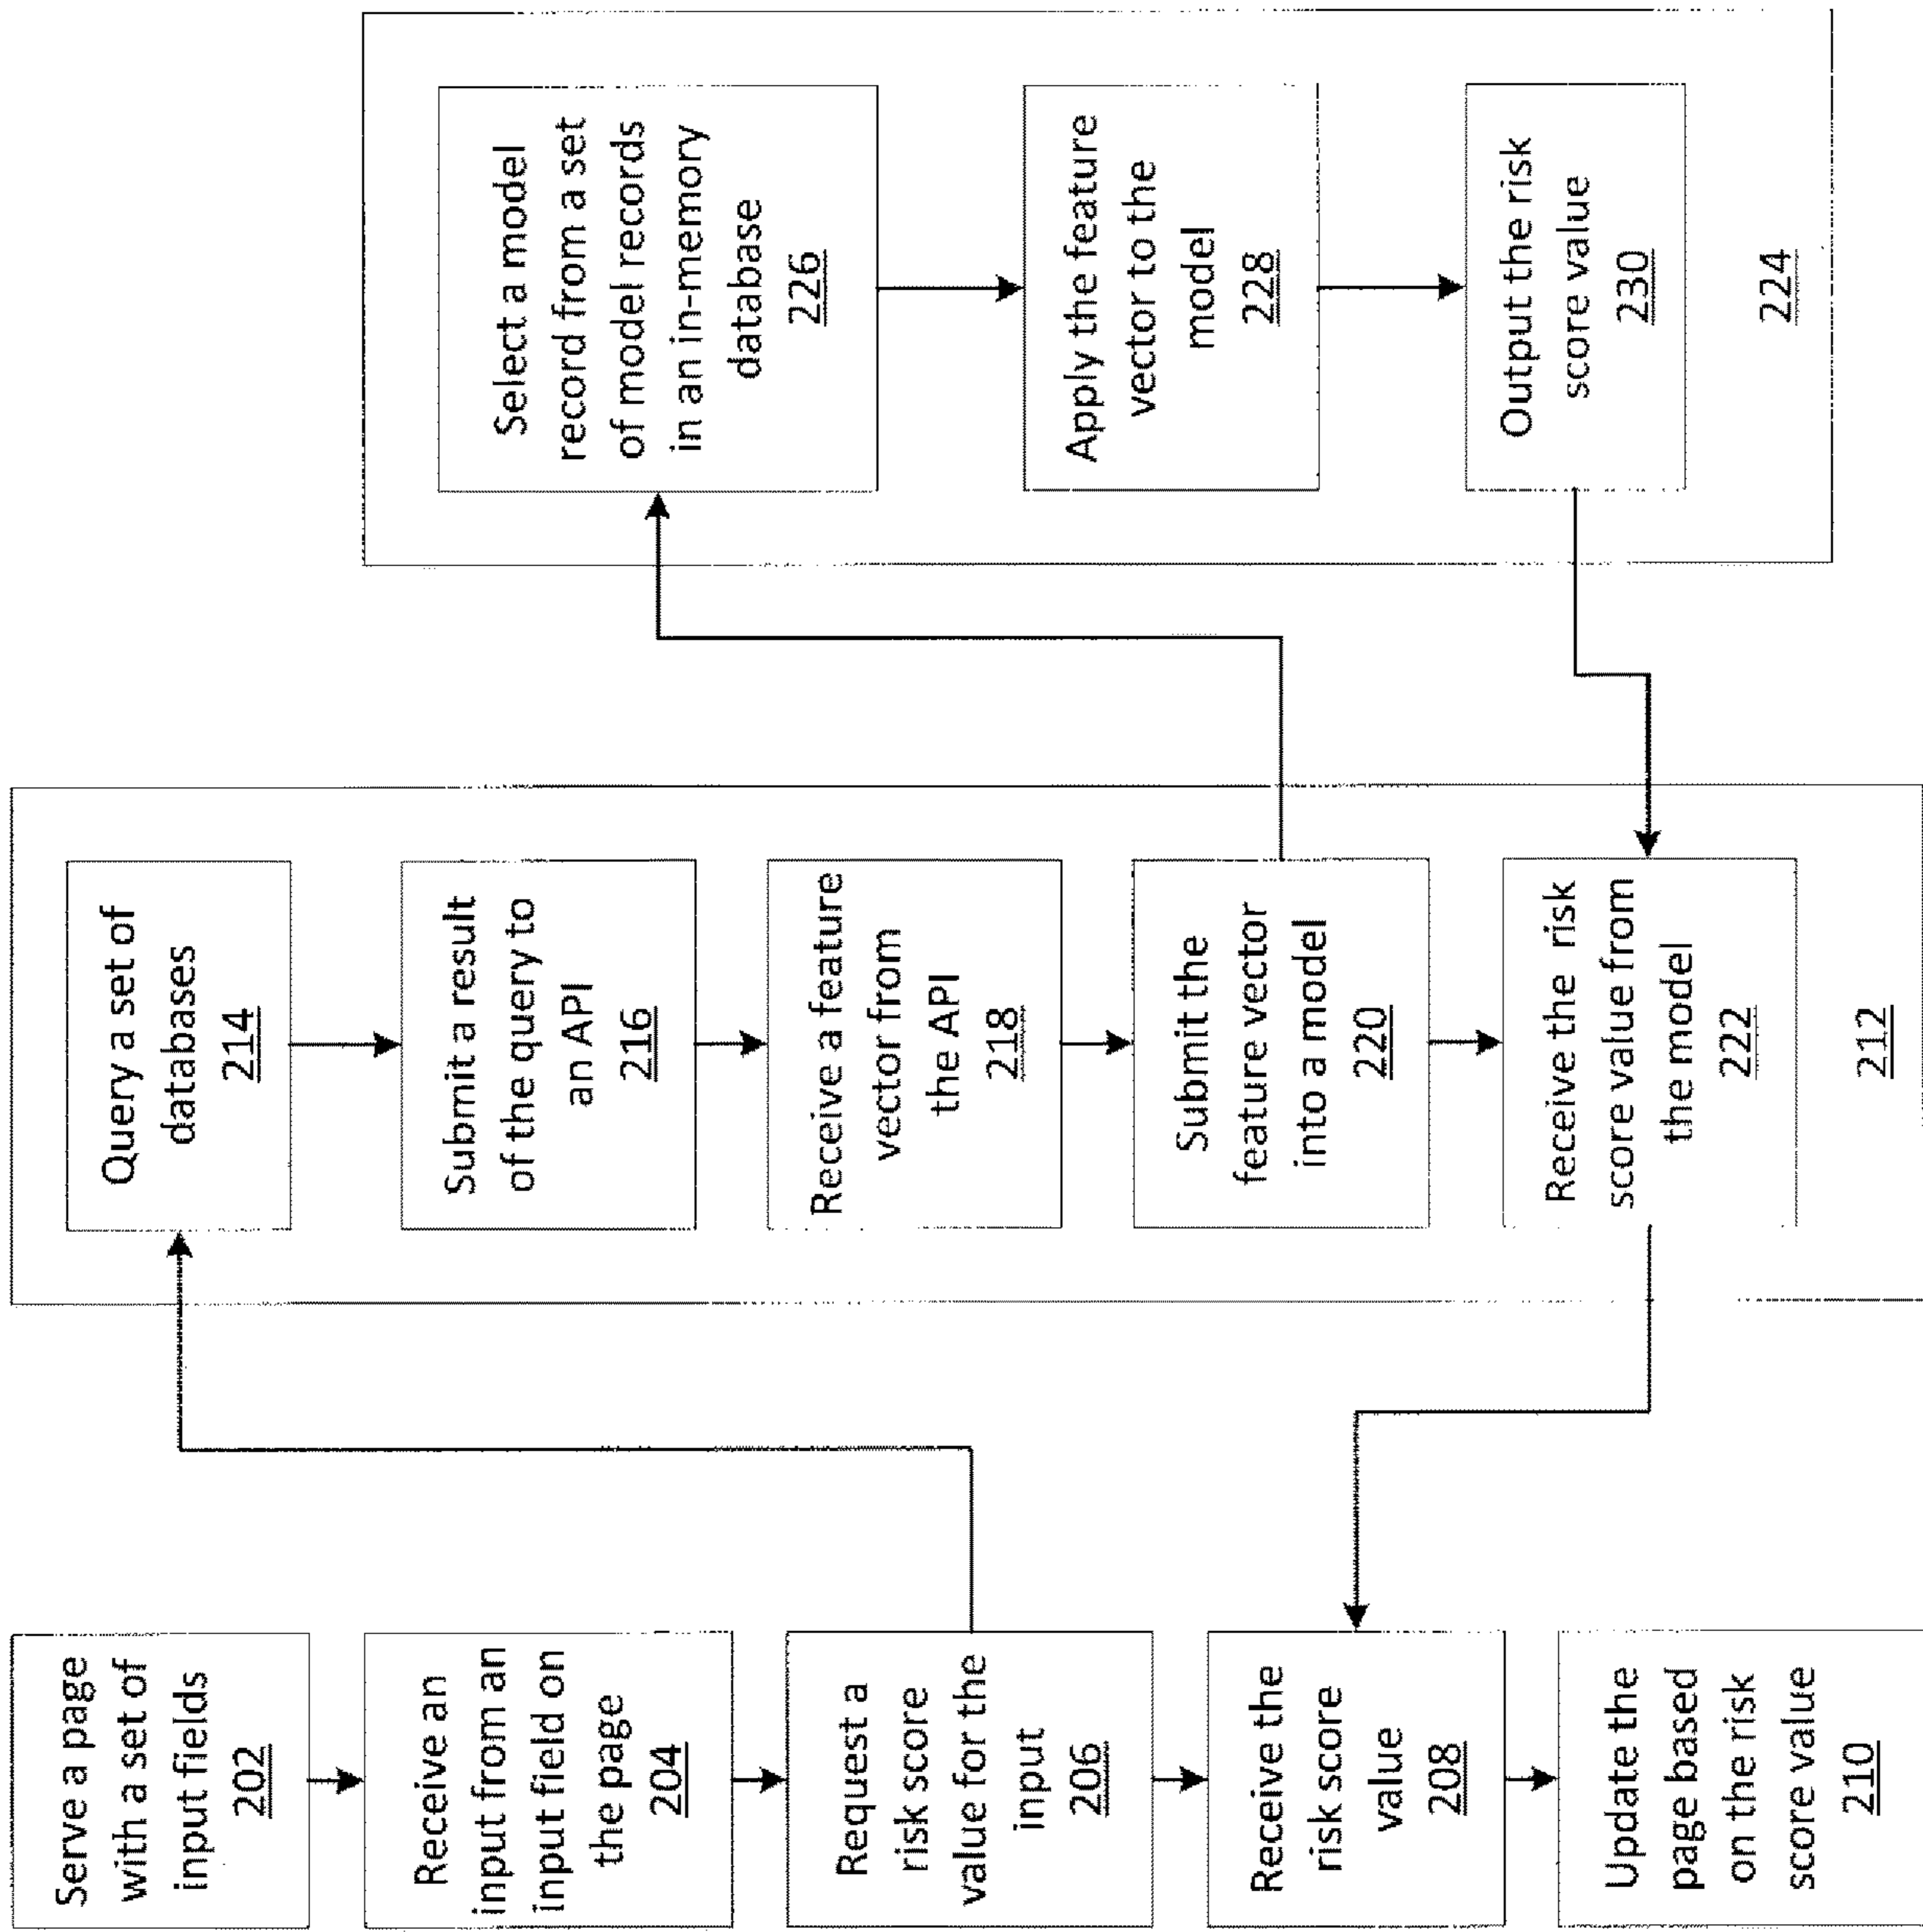 Serve a page
with a set of
input fields
202
Receive an
input from an
input field on
the page
204
Request a
risk score
value for the
input
206
Receive the
risk score
value
208
Update the
page based
on the risk
score value
210
Query a set of
databases
214
Submit a result
of the query to
an API
216
Receive a feature
vector from
the API
218
Submit the
feature vector
into a model
220
Receive the risk
score value from
the model
222
212
Select a model
record from a set
of model records
in an in-memory
database
226
Apply the feature
vector to the
model
228
Output the risk
score value
230
224